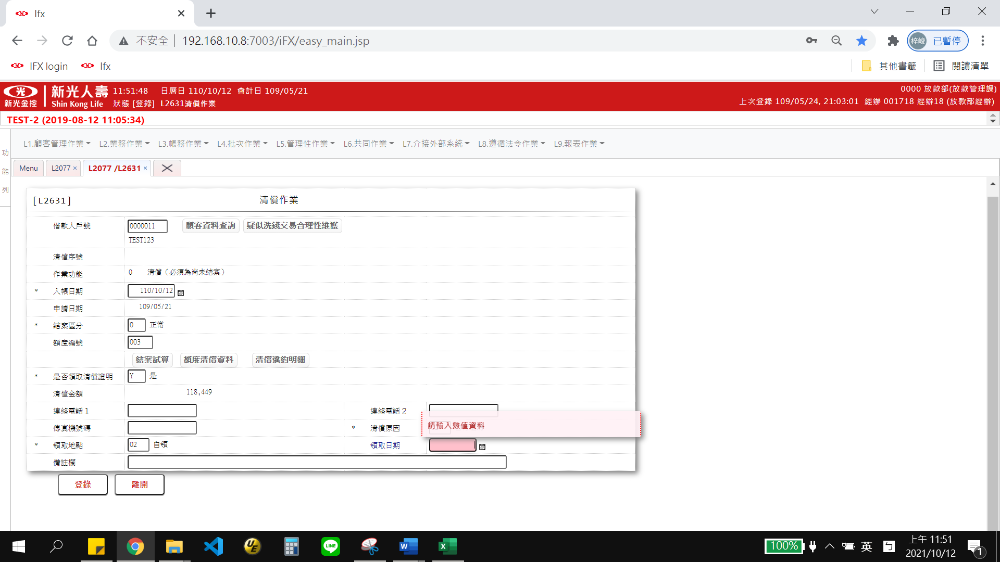 Ifx
不安全 192.168.10.8:7003/iFX/easy_main.jsp
梓峻 已暫停
IFX login Ifx 其他書籤 閱讀清單
新光金控 新光人壽 Shin Kong Life
11:51:48 日曆日 110/10/12 會計日 109/05/21
狀態 [登錄] L2631清償作業
0000 放款部(放款管理課)
上次登錄 109/05/24, 21:03:01 經辦 001718 經辦18 (放款部經辦)
TEST-2 (2019-08-12 11:05:34)
功能列
L1.顧客管理作業 L2.業務作業 L3.帳務作業 L4.批次作業 L5.管理性作業 L6.共同作業 L7.介接外部系統 L8.遵循法令作業 L9.報表作業
Menu L2077 × L2077 /L2631 ×
[L2631] 清償作業
借款人戶號 0000011 顧客資料查詢 疑似洗錢交易合理性維護
TEST123
清償序號
作業功能 0 清償（必須為尚未結案）
* 入帳日期 110/10/12
申請日期 109/05/21
* 結案區分 0 正常
額度編號 003
結案試算 額度清償資料 清償違約明細
* 是否領取清償證明 Y 是
清償金額 118,449
連絡電話１ 連絡電話２
傳真機號碼 * 清償原因 請輸入數值資料
* 領取地點 02 自領 領取日期
備註欄
登錄 離開
100% 英 ㄅ 上午 11:51
2021/10/12 1